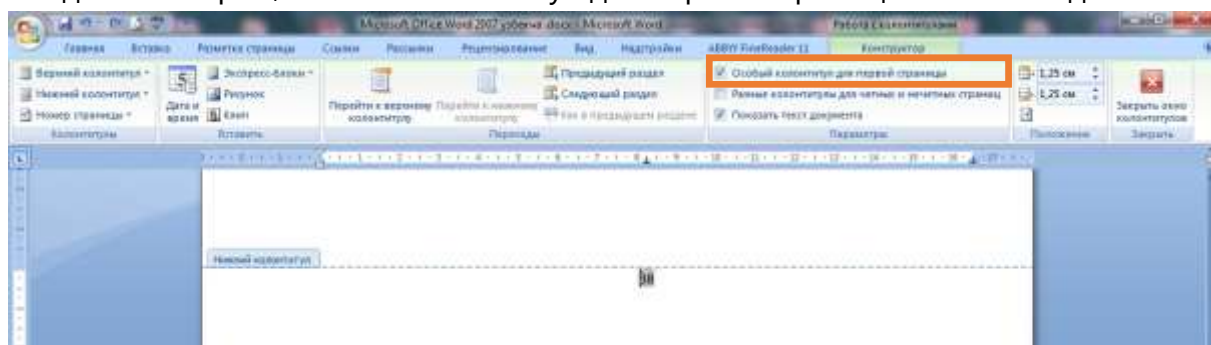 Microsoft Office Word 2007 - Microsoft Word
Работа с колонтитулами
Главная Вставка Разметка страницы Ссылки Рассылки Рецензирование Вид Надстройки ABBYY FineReader 11 Конструктор
Верхний колонтитул
Нижний колонтитул
Номер страницы
Колонтитулы
Дата и время
Экспресс-блоки
Рисунок
Клип
Вставить
Перейти к верхнему колонтитулу
Перейти к нижнему колонтитулу
Предыдущий раздел
Следующий раздел
Как в предыдущем разделе
Переходы
Особый колонтитул для первой страницы
Разные колонтитулы для четных и нечетных страниц
Показать текст документа
Параметры
1,25 см
1,25 см
Положение
Закрыть окно колонтитулов
Закрыть
Нижний колонтитул